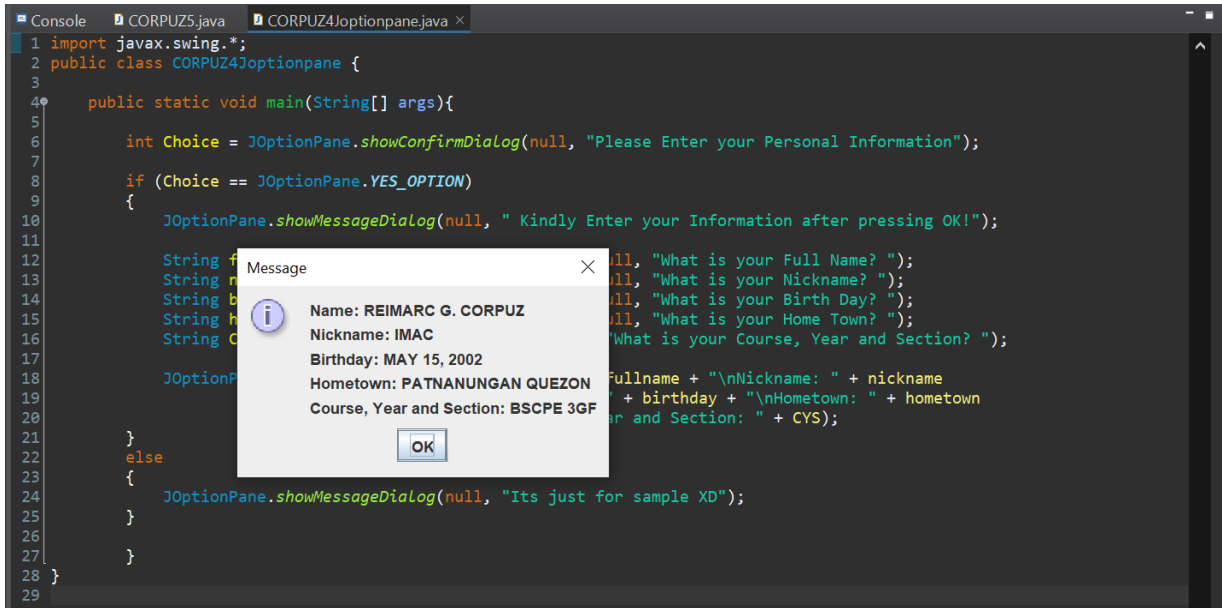 Console CORPUZ5.java CORPUZ4Joptionpane.java
1 import javax.swing.*;
2 public class CORPUZ4Joptionpane {
3
4 public static void main(String[] args){
5
6 int Choice = JOptionPane.showConfirmDialog(null, "Please Enter your Personal Information");
7
8 if (Choice == JOptionPane.YES_OPTION)
9 {
10 JOptionPane.showMessageDialog(null, " Kindly Enter your Information after pressing OK!");
11
12 String f ull, "What is your Full Name? ");
13 String n ull, "What is your Nickname? ");
14 String b ull, "What is your Birth Day? ");
15 String h ull, "What is your Home Town? ");
16 String C "What is your Course, Year and Section? ");
17
18 JOptionP fullname + "\nNickname: " + nickname
19 " + birthday + "\nHometown: " + hometown
20 ar and Section: " + CYS);
21 }
22 else
23 {
24 JOptionPane.showMessageDialog(null, "Its just for sample XD");
25 }
26
27 }
28 }
29
Message
Name: REIMARC G. CORPUZ
Nickname: IMAC
Birthday: MAY 15, 2002
Hometown: PATNANUNGAN QUEZON
Course, Year and Section: BSCPE 3GF
OK